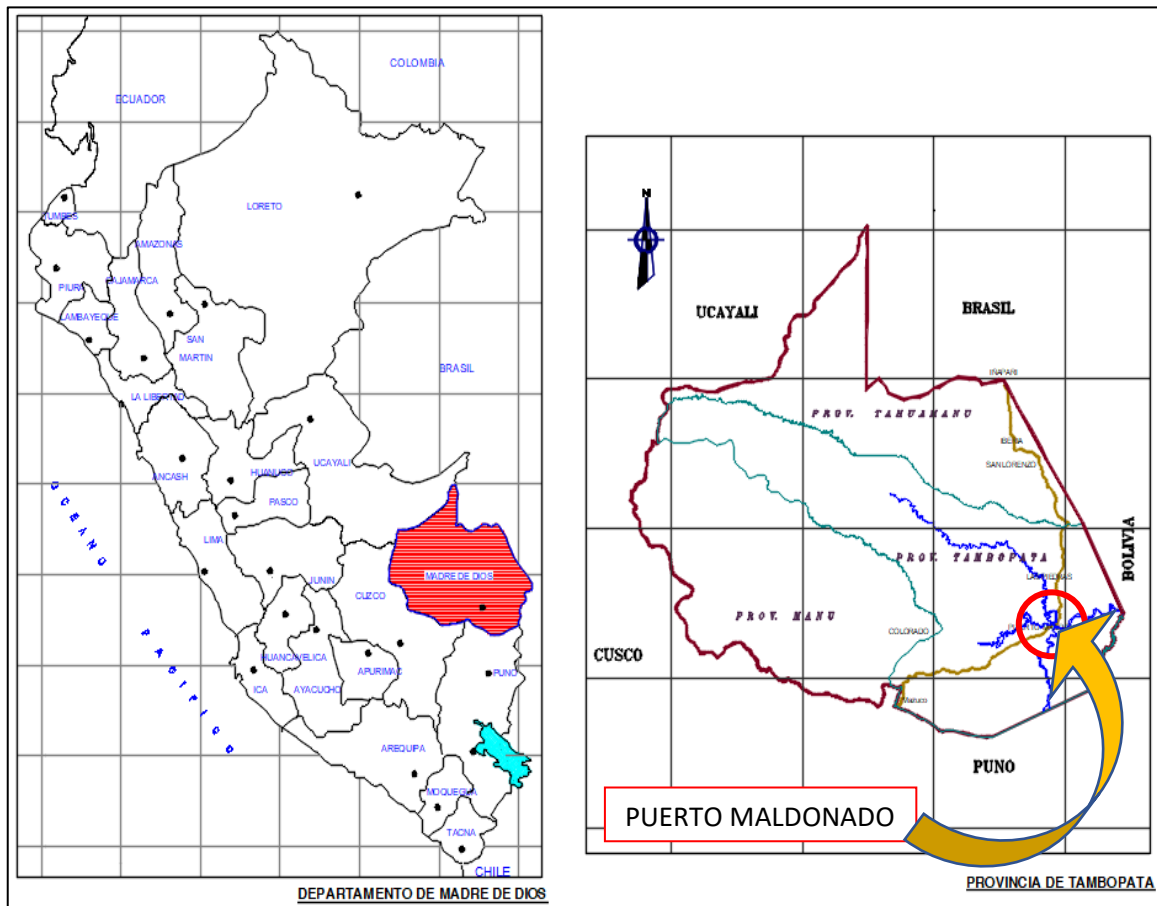 COLOMBIA
ECUADOR
LORETO
TUMBES
AMAZONAS
PIURA
CAJAMARCA
LAMBAYEQUE
SAN
MARTIN
BRASIL
LA LIBERTAD
UCAYALI
ANCASH
HUANUCO
PASCO
OCEANO
LIMA
JUNIN
MADRE DE DIOS
CUZCO
PACIFICO
HUANCAVELICA
APURIMAC
PUNO
ICA
AYACUCHO
AREQUIPA
MOQUEGUA
TACNA
CHILE
DEPARTAMENTO DE MADRE DE DIOS
N
UCAYALI
BRASIL
IÑAPARI
PROV. TAHUAMANU
IBERIA
SAN LORENZO
BOLIVIA
PROV. TAMBOPATA
LAS PIEDRAS
PROV. MANU
COLORADO
CUSCO
Mazuco
PUNO
PUERTO MALDONADO
PROVINCIA DE TAMBOPATA